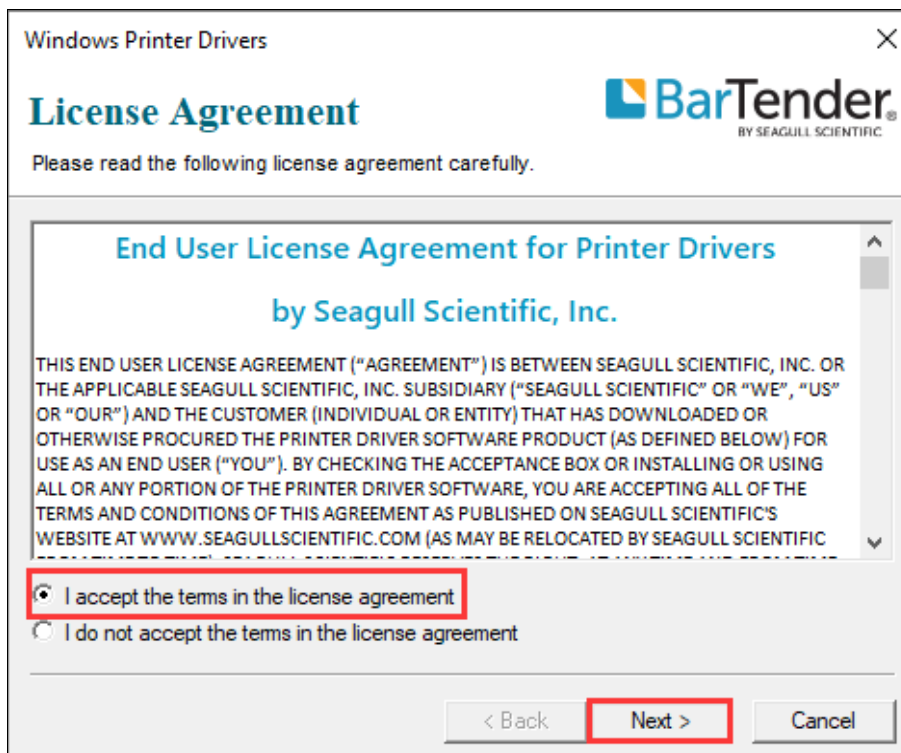 Windows Printer Drivers
License Agreement
BarTender®
BY SEAGULL SCIENTIFIC
Please read the following license agreement carefully.
End User License Agreement for Printer Drivers
by Seagull Scientific, Inc.
THIS END USER LICENSE AGREEMENT (“AGREEMENT”) IS BETWEEN SEAGULL SCIENTIFIC, INC. OR
THE APPLICABLE SEAGULL SCIENTIFIC, INC. SUBSIDIARY (“SEAGULL SCIENTIFIC” OR “WE”, “US”
OR “OUR”) AND THE CUSTOMER (INDIVIDUAL OR ENTITY) THAT HAS DOWNLOADED OR
OTHERWISE PROCURED THE PRINTER DRIVER SOFTWARE PRODUCT (AS DEFINED BELOW) FOR
USE AS AN END USER (“YOU”). BY CHECKING THE ACCEPTANCE BOX OR INSTALLING OR USING
ALL OR ANY PORTION OF THE PRINTER DRIVER SOFTWARE, YOU ARE ACCEPTING ALL OF THE
TERMS AND CONDITIONS OF THIS AGREEMENT AS PUBLISHED ON SEAGULL SCIENTIFIC'S
WEBSITE AT WWW.SEAGULLSCIENTIFIC.COM (AS MAY BE RELOCATED BY SEAGULL SCIENTIFIC
I accept the terms in the license agreement
I do not accept the terms in the license agreement
< Back
Next >
Cancel